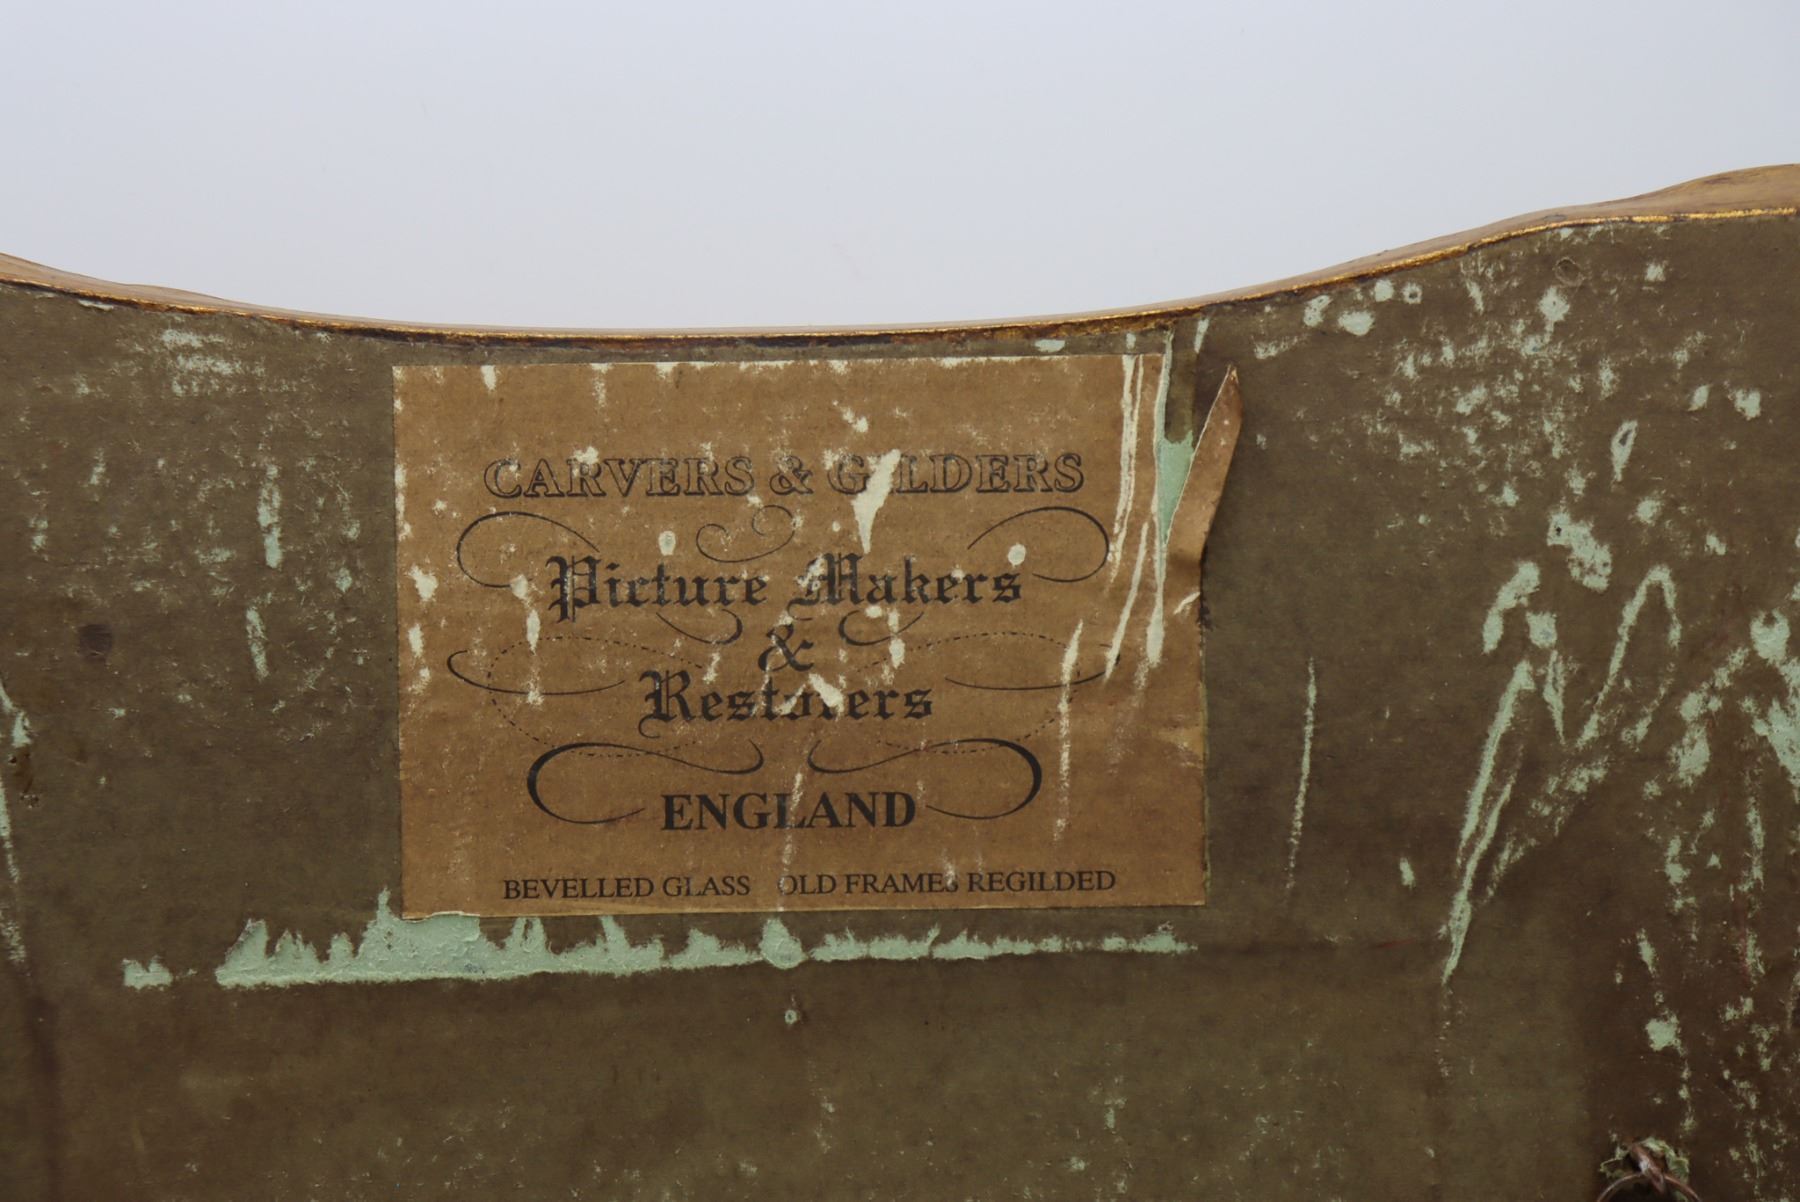 CARVERS & GILDERS
Picture Makers
&
Restorers
ENGLAND
BEVELLED GLASS OLD FRAMES REGILDED